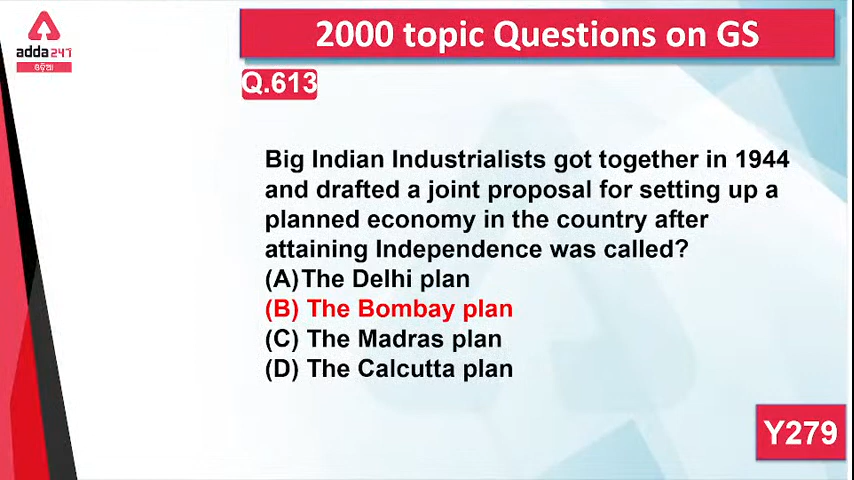 2000 topic Questions on GS
adda247
ଓଡ଼ିଆ
Q.613
Big Indian Industrialists got together in 1944
and drafted a joint proposal for setting up a
planned economy in the country after
attaining Independence was called?
(A)The Delhi plan
(B) The Bombay plan
(C) The Madras plan
(D) The Calcutta plan
Y279